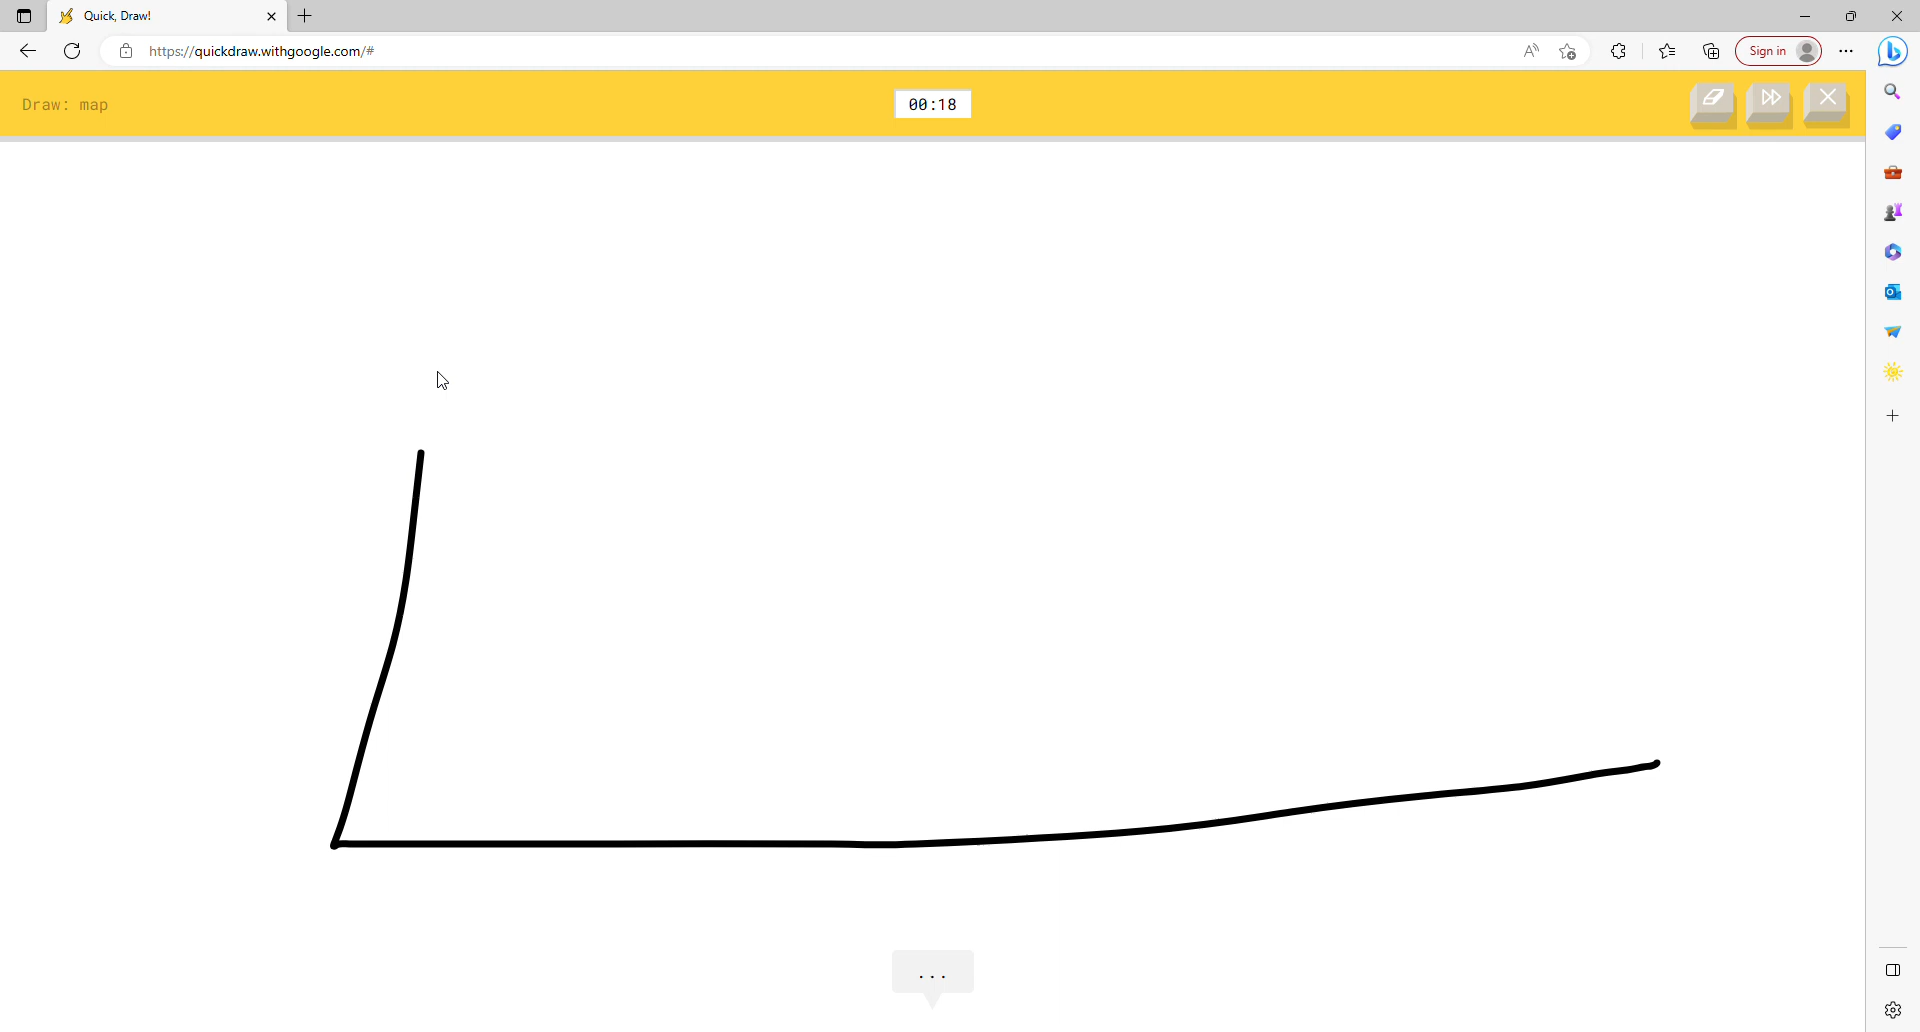 Quick, Draw!
https://quickdraw.withgoogle.com/#
Sign in
Draw: map
00:18
...